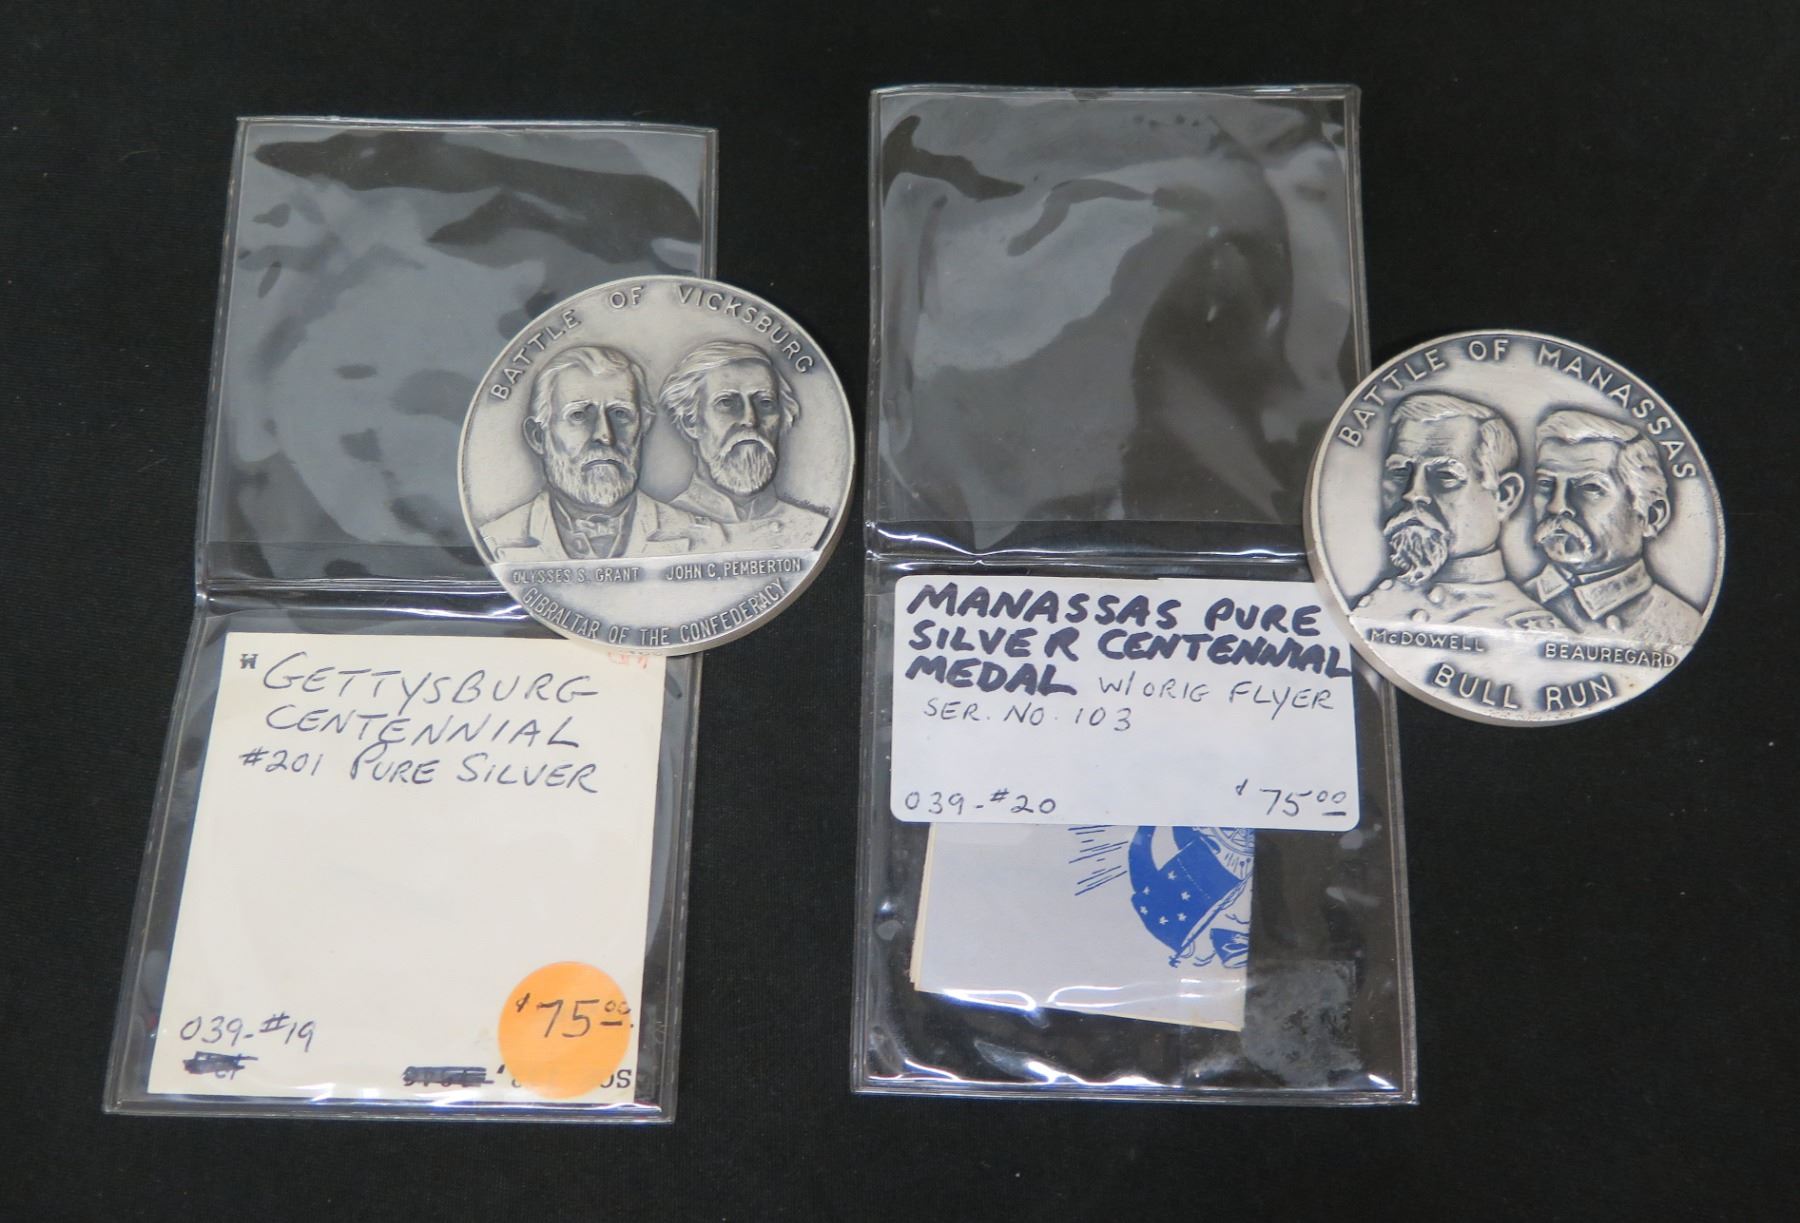 BATTLE OF VICKSBURG
ULYSSES S. GRANT JOHN C. PEMBERTON
GIBRALTAR OF THE CONFEDERACY
GETTYSBURG
CENTENNIAL
#201 PURE SILVER
039-#19
$75.00
BATTLE OF MANASSAS
McDOWELL BEAUREGARD
BULL RUN
MANASSAS PURE
SILVER CENTENNIAL
MEDAL W/ORIG FLYER
SER. NO. 103
039-#20 $75.00